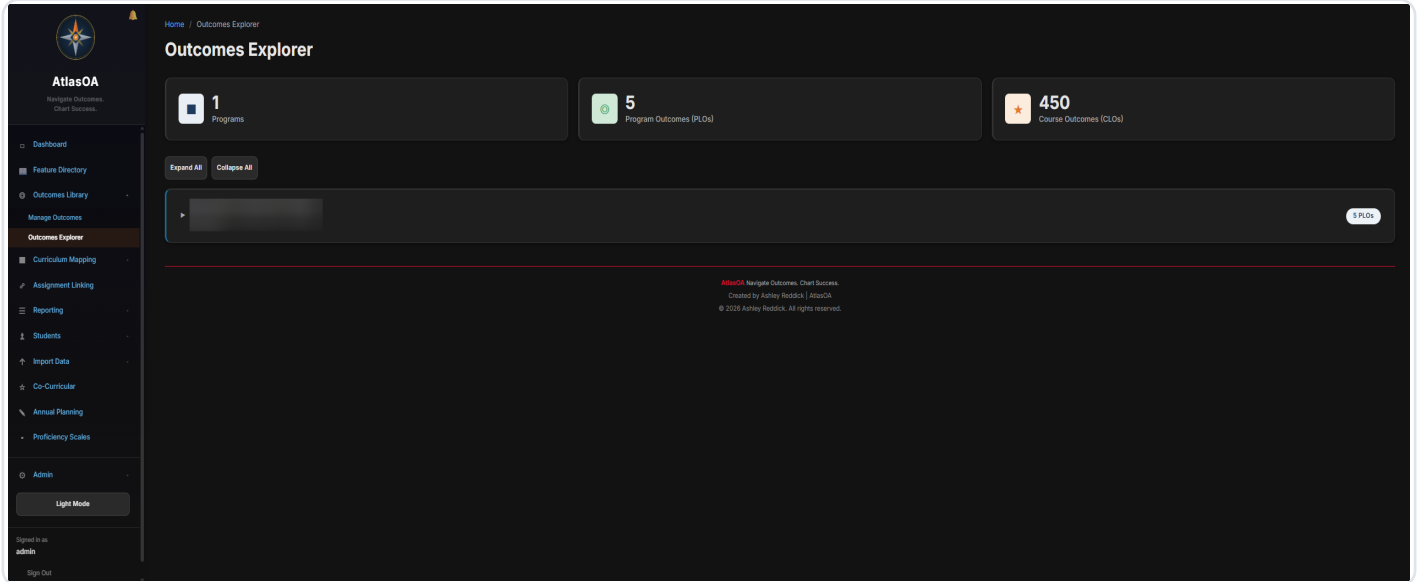 AtlasOA
Navigate Outcomes.
Chart Success.
Dashboard
Feature Directory
Outcomes Library
Manage Outcomes
Outcomes Explorer
Curriculum Mapping
Assignment Linking
Reporting
Students
Import Data
Co-Curricular
Annual Planning
Proficiency Scales
Admin
Light Mode
Signed in as
admin
Sign Out
Home / Outcomes Explorer
Outcomes Explorer
1
Programs
5
Program Outcomes (PLOs)
450
Course Outcomes (CLOs)
Expand All
Collapse All
5 PLOs
AtlasOA Navigate Outcomes. Chart Success.
Created by Ashley Reddick | AtlasOA
© 2026 Ashley Reddick. All rights reserved.